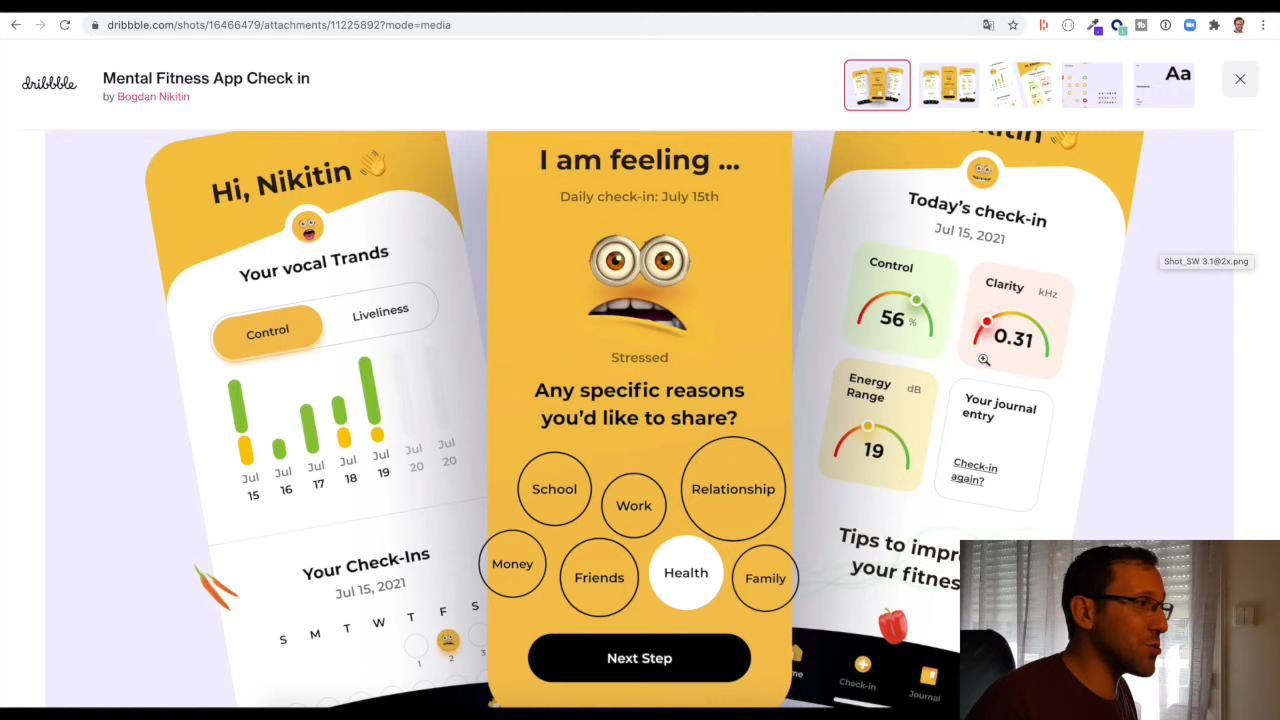 dribbble.com/shots/16466479/attachments/11225892?mode=media
dribbble
Mental Fitness App Check in
by Bogdan Nikitin
Aa
Hi, Nikitin
Your vocal Trands
Control
Liveliness
Jul 15
Jul 16
Jul 17
Jul 18
Jul 19
Jul 20
Jul 20
Your Check-Ins
Jul 15, 2021
S M T W T F S
1 2 3
I am feeling ...
Daily check-in: July 15th
Stressed
Any specific reasons
you'd like to share?
School
Work
Relationship
Money
Friends
Health
Family
Next Step
Today's check-in
Jul 15, 2021
Control
56 %
Clarity kHz
0.31
Energy
Range dB
19
Your journal
entry
Check-in
again?
Tips to impr
your fitnes
me
Check-in
Journal
Shot_SW 3.1@2x.png